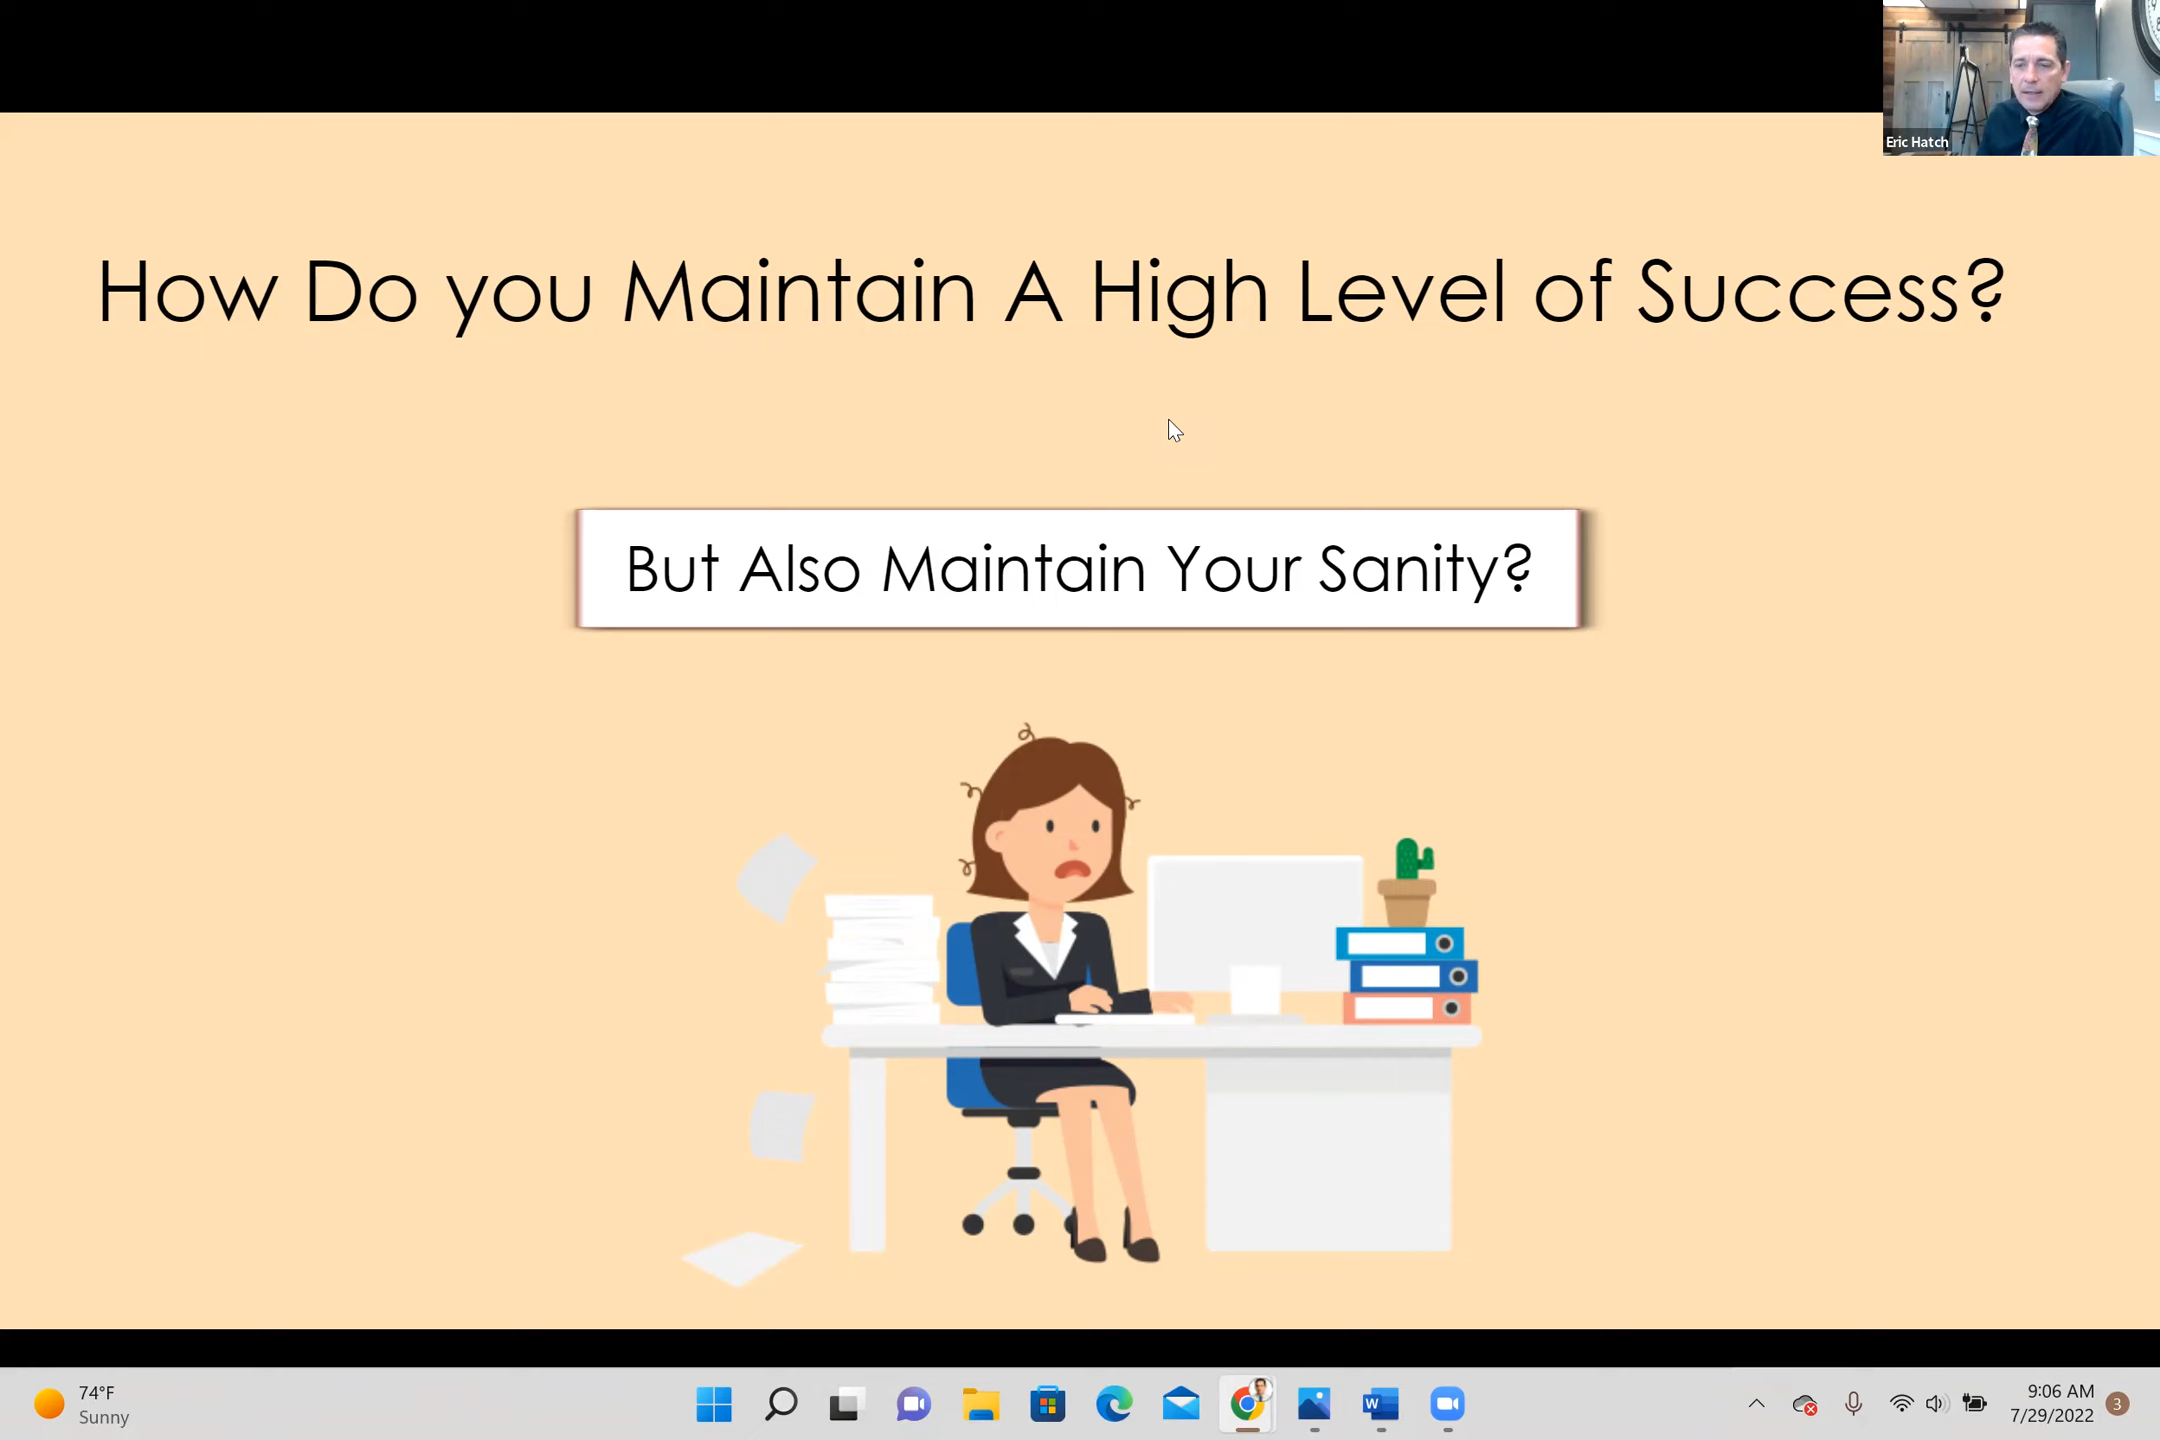 Eric Hatch
How Do you Maintain A High Level of Success?
But Also Maintain Your Sanity?
74°F
Sunny
W
9:06 AM
7/29/2022
3